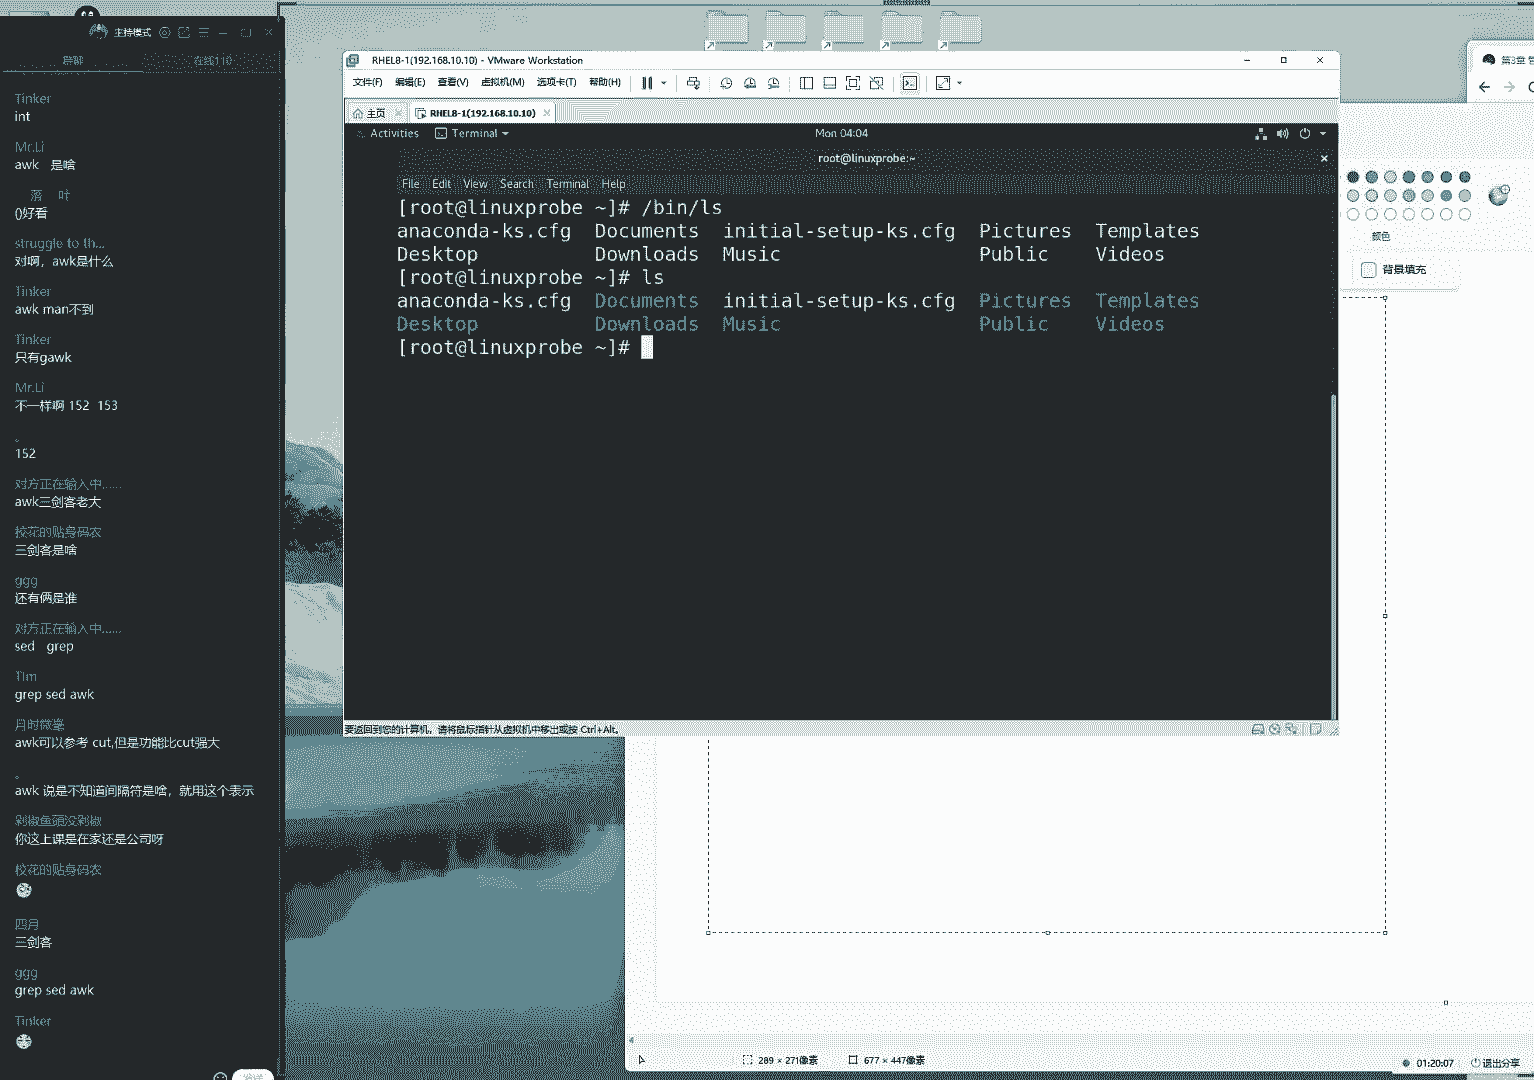 主持模式
群聊
在线110
Tinker
int
Mr.Li
awk 是啥
落 叶
()好看
struggle to th...
对啊，awk是什么
Tinker
awk man不到
Tinker
只有gawk
Mr.Li
不一样啊 152 153
。
152
对方正在输入中......
awk三剑客老大
校花的贴身码农
三剑客是啥
ggg
还有俩是谁
对方正在输入中......
sed grep
Tim
grep sed awk
awk可以参考 cut,但是功能比cut强大
。
awk 说是不知道间隔符是啥，就用这个表示
剁椒鱼头没剁椒
你这上课是在家还是公司呀
校花的贴身码农
四月
三剑客
ggg
grep sed awk
Tinker
RHEL8-1(192.168.10.10) - VMware Workstation
文件(F) 编辑(E) 查看(V) 虚拟机(M) 选项卡(T) 帮助(H)
主页 RHEL8-1(192.168.10.10)
Activities Terminal Mon 04:04
root@linuxprobe:~
File Edit View Search Terminal Help
[root@linuxprobe ~]# /bin/ls
anaconda-ks.cfg Documents initial-setup-ks.cfg Pictures Templates
Desktop Downloads Music Public Videos
[root@linuxprobe ~]# ls
anaconda-ks.cfg Documents initial-setup-ks.cfg Pictures Templates
Desktop Downloads Music Public Videos
[root@linuxprobe ~]#
要返回到您的计算机，请将鼠标指针从虚拟机中移出或按 Ctrl+Alt。
第3章 管
颜色
背景填充
289 × 271像素
677 × 447像素
01:20:07
退出分享